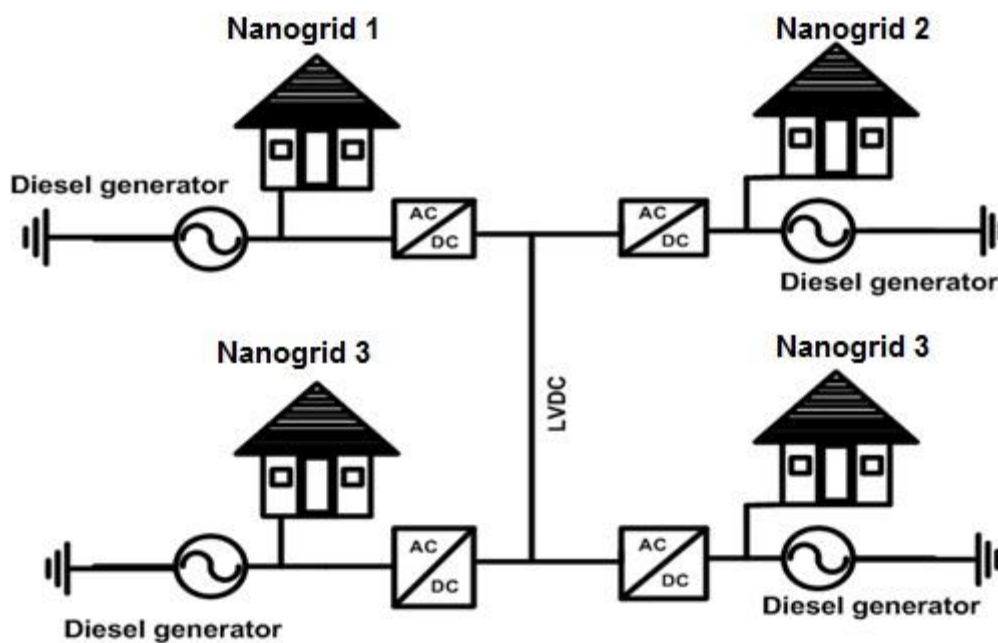 Nanogrid 1
Nanogrid 2
Diesel generator
AC
DC
AC
DC
Diesel generator
Nanogrid 3
Nanogrid 3
LVDC
AC
DC
AC
DC
Diesel generator
Diesel generator